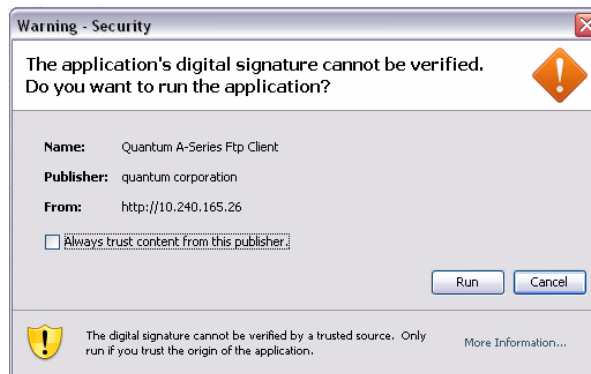 Warning - Security
The application's digital signature cannot be verified.
Do you want to run the application?
Name: Quantum A-Series Ftp Client
Publisher: quantum corporation
From: http://10.240.165.26
Always trust content from this publisher.
Run Cancel
The digital signature cannot be verified by a trusted source. Only
run if you trust the origin of the application.
More Information...